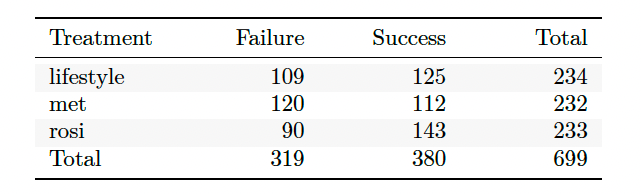 Treatment Failure Success Total
lifestyle 109 125 234
met 120 112 232
rosi 90 143 233
Total 319 380 699